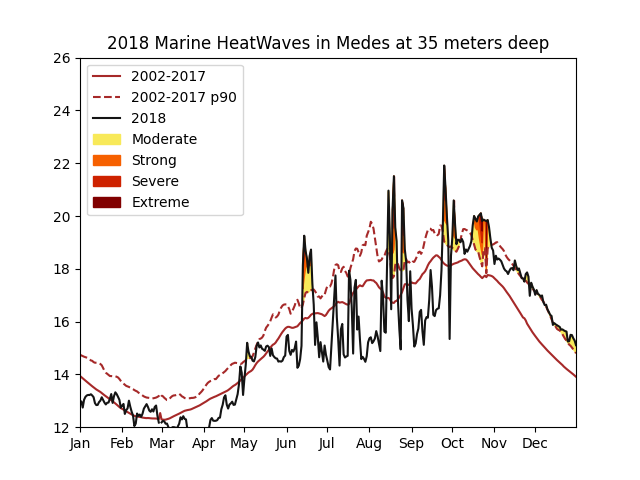 2018 Marine HeatWaves in Medes at 35 meters deep
26
24
22
20
18
16
14
12
2002-2017
2002-2017 p90
2018
Moderate
Strong
Severe
Extreme
Jan Feb Mar Apr May Jun Jul Aug Sep Oct Nov Dec